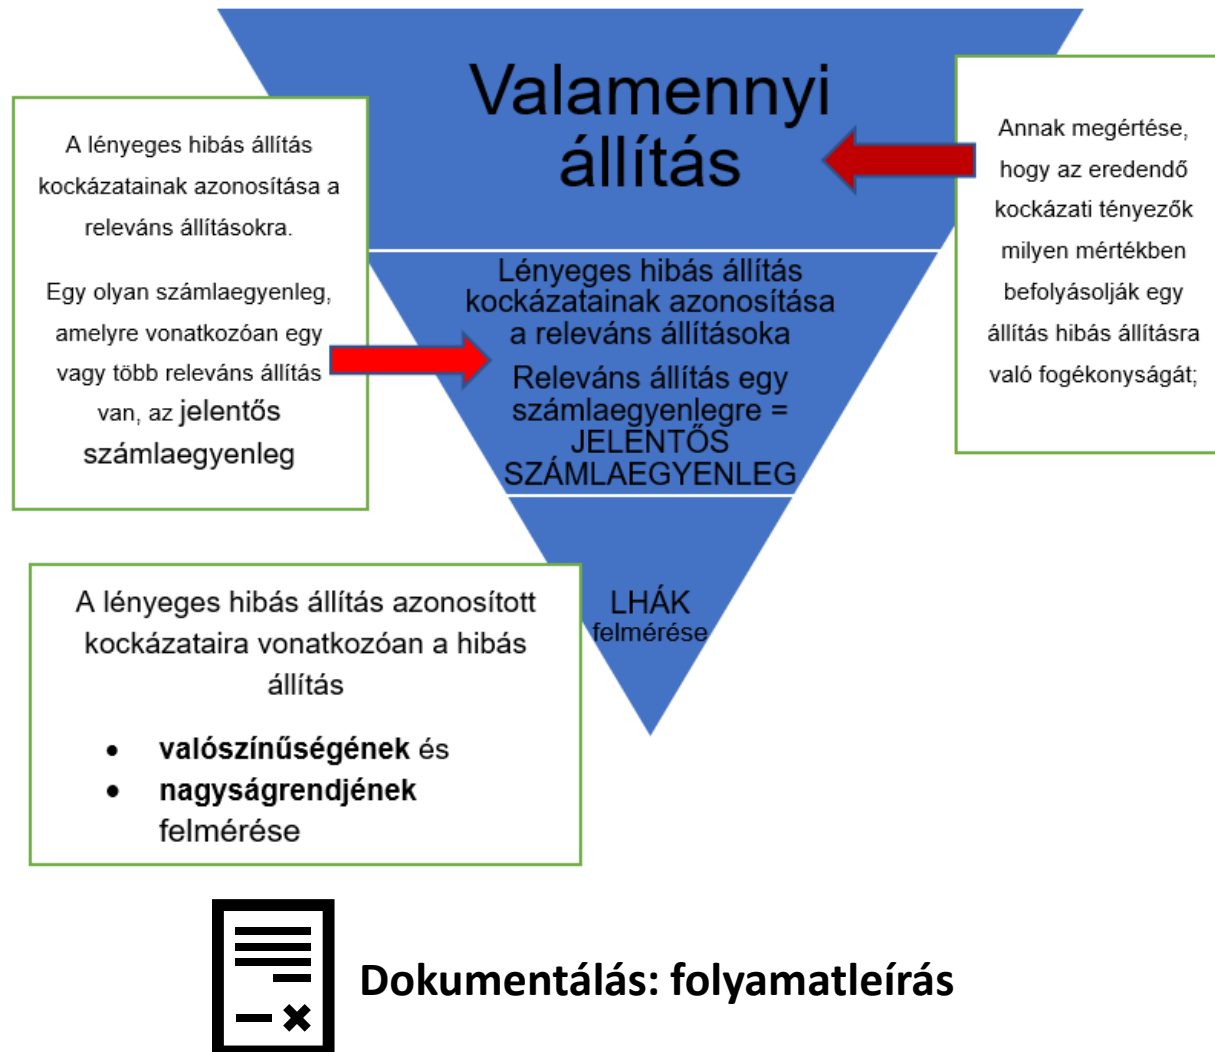 Valamennyi
állítás
A lényeges hibás állítás
kockázatainak azonosítása a
releváns állításokra.
Egy olyan számlaegyenleg,
amelyre vonatkozóan egy
vagy több releváns állítás
van, az jelentős
számlaegyenleg
Annak megértése,
hogy az eredendő
kockázati tényezők
milyen mértékben
befolyásolják egy
állítás hibás állításra
való fogékonyságát;
Lényeges hibás állítás
kockázatainak azonosítása
a releváns állításoka
Releváns állítás egy
számlaegyenlegre =
JELENTŐS
SZÁMLAEGYENLEG
A lényeges hibás állítás azonosított
kockázataira vonatkozóan a hibás
állítás
• valószínűségének és
• nagyságrendjének
felmérése
LHÁK
felmérése
Dokumentálás: folyamatleírás